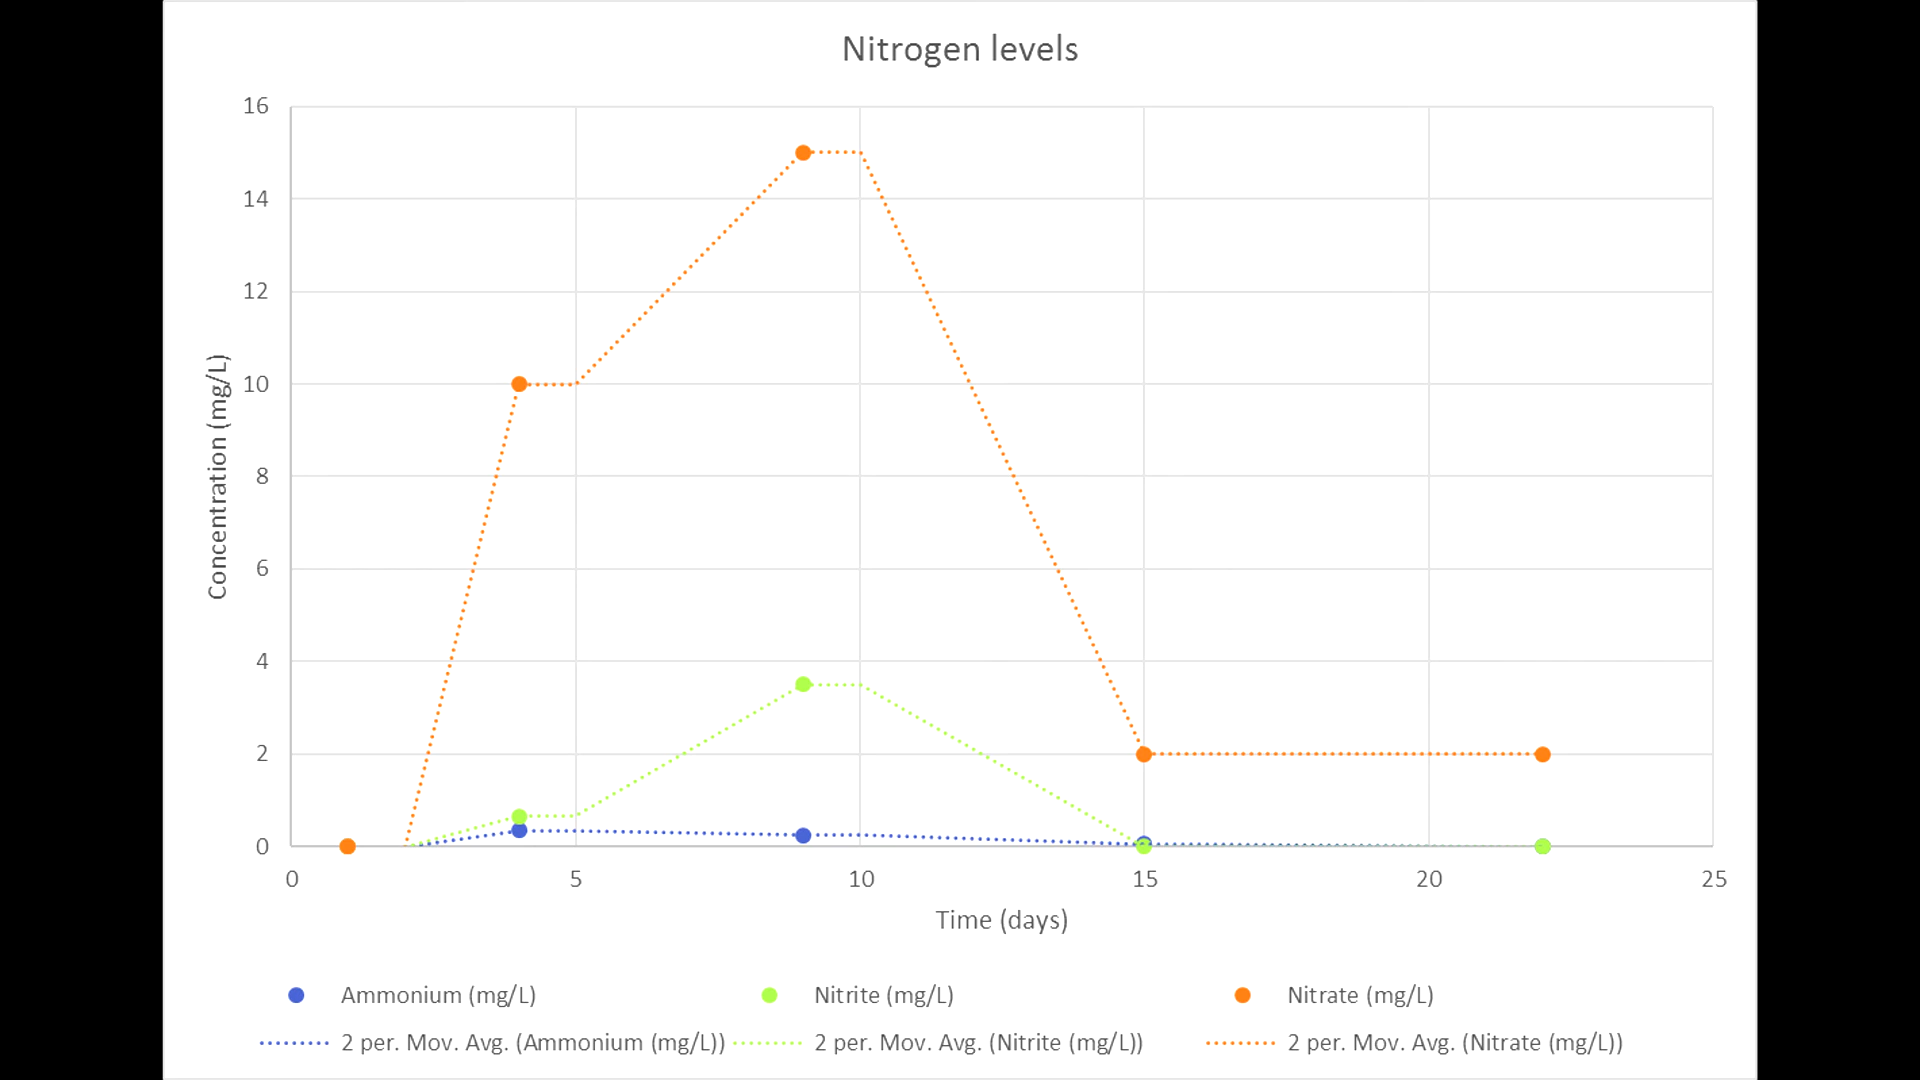 Nitrogen levels
16
14
12
10
8
6
4
2
0
Concentration (mg/L)
0 5 10 15 20 25
Time (days)
Ammonium (mg/L) Nitrite (mg/L) Nitrate (mg/L)
2 per. Mov. Avg. (Ammonium (mg/L)) 2 per. Mov. Avg. (Nitrite (mg/L)) 2 per. Mov. Avg. (Nitrate (mg/L))